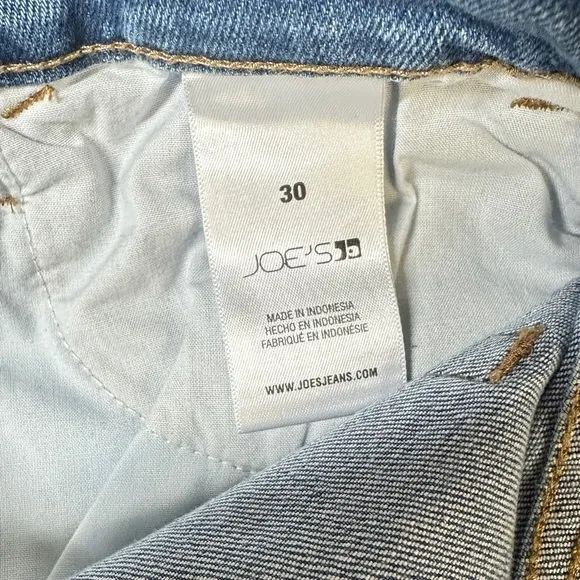 30
JOE'S
MADE IN INDONESIA
HECHO EN INDONESIA
FABRIQUÉ EN INDONÉSIE
WWW.JOESJEANS.COM